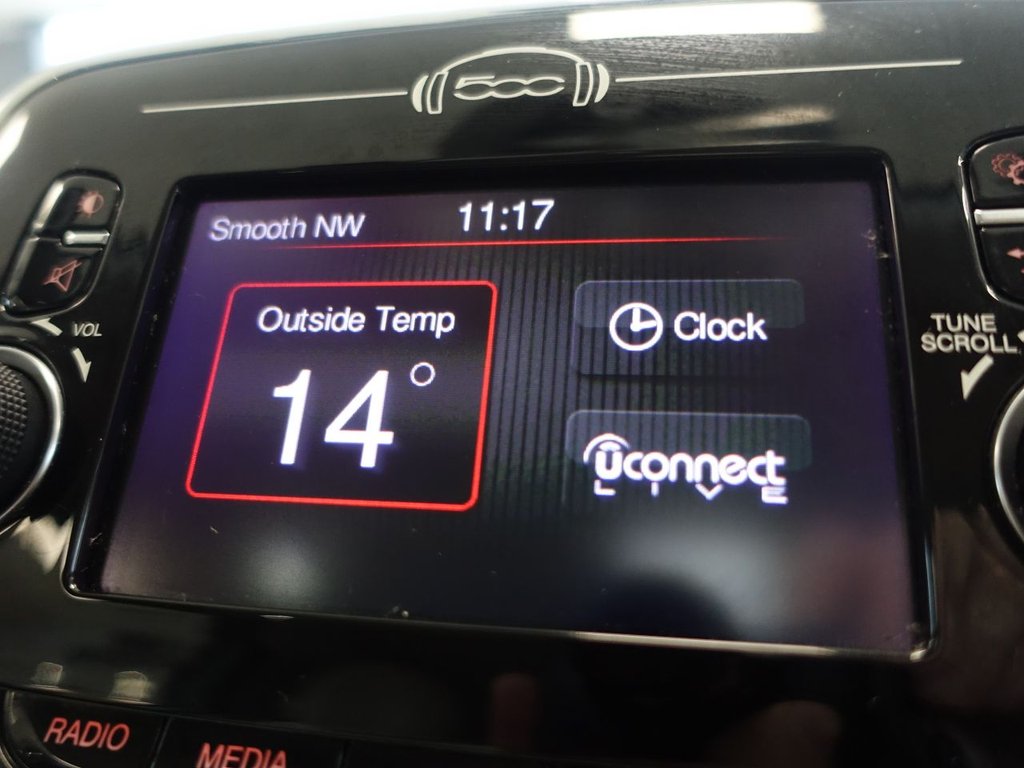 500
Smooth NW 11:17
VOL
Outside Temp
14°
Clock
uconnect
LIVE
TUNE
SCROLL
RADIO
MEDIA